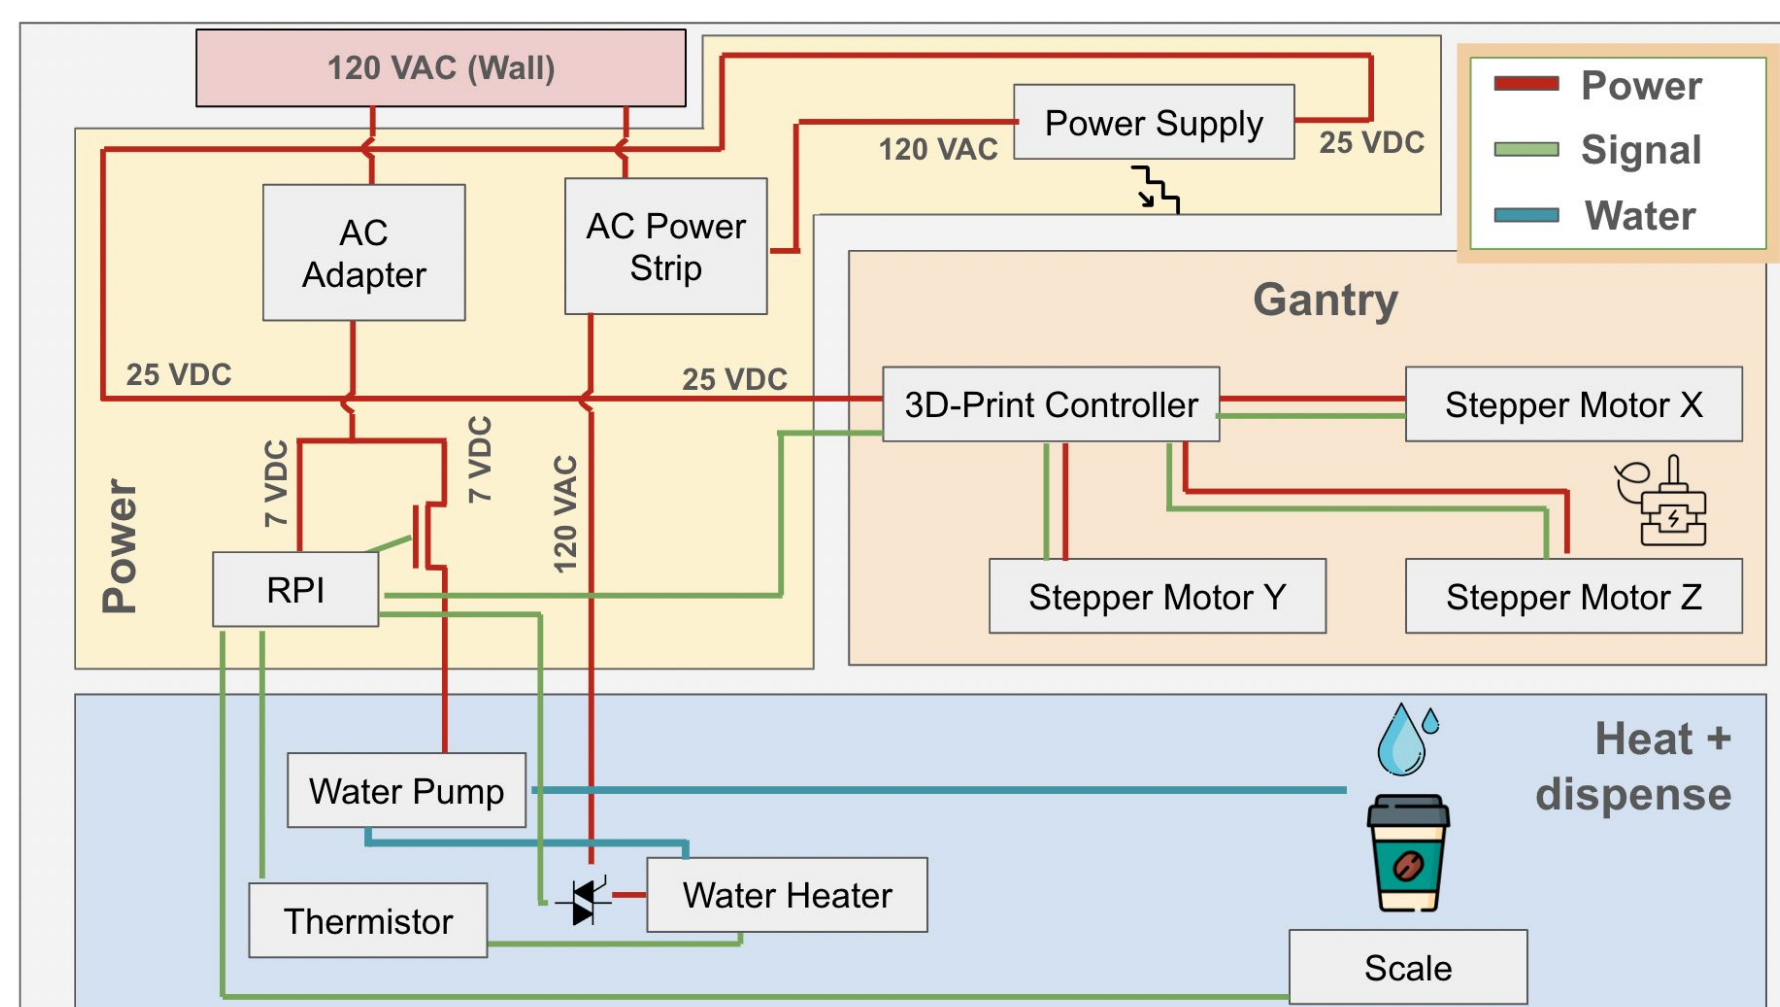 120 VAC (Wall)
Power
Signal
Water
Power Supply
120 VAC
25 VDC
AC
Adapter
AC Power
Strip
Gantry
25 VDC
25 VDC
3D-Print Controller
Stepper Motor X
7 VDC
7 VDC
120 VAC
Power
RPI
Stepper Motor Y
Stepper Motor Z
Heat +
dispense
Water Pump
Water Heater
Thermistor
Scale